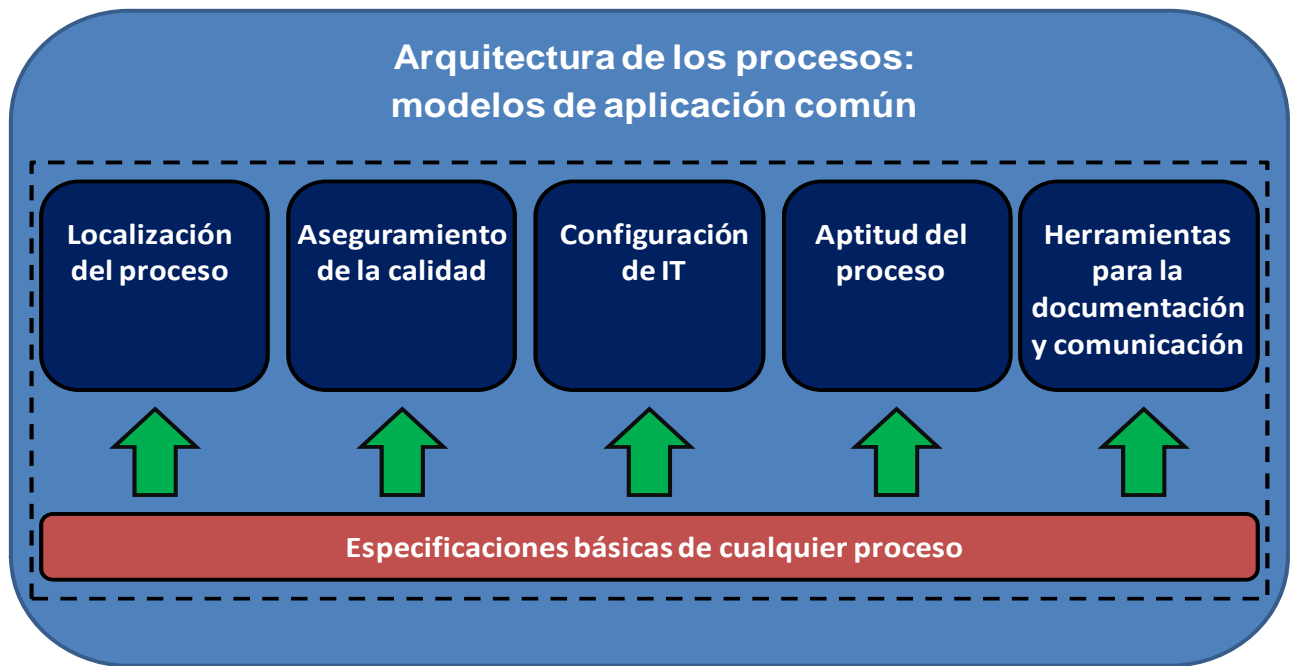 Arquitectura de los procesos:
modelos de aplicación común
Localización
del proceso
Aseguramiento
de la calidad
Configuración
de IT
Aptitud del
proceso
Herramientas
para la
documentación
y comunicación
Especificaciones básicas de cualquier proceso